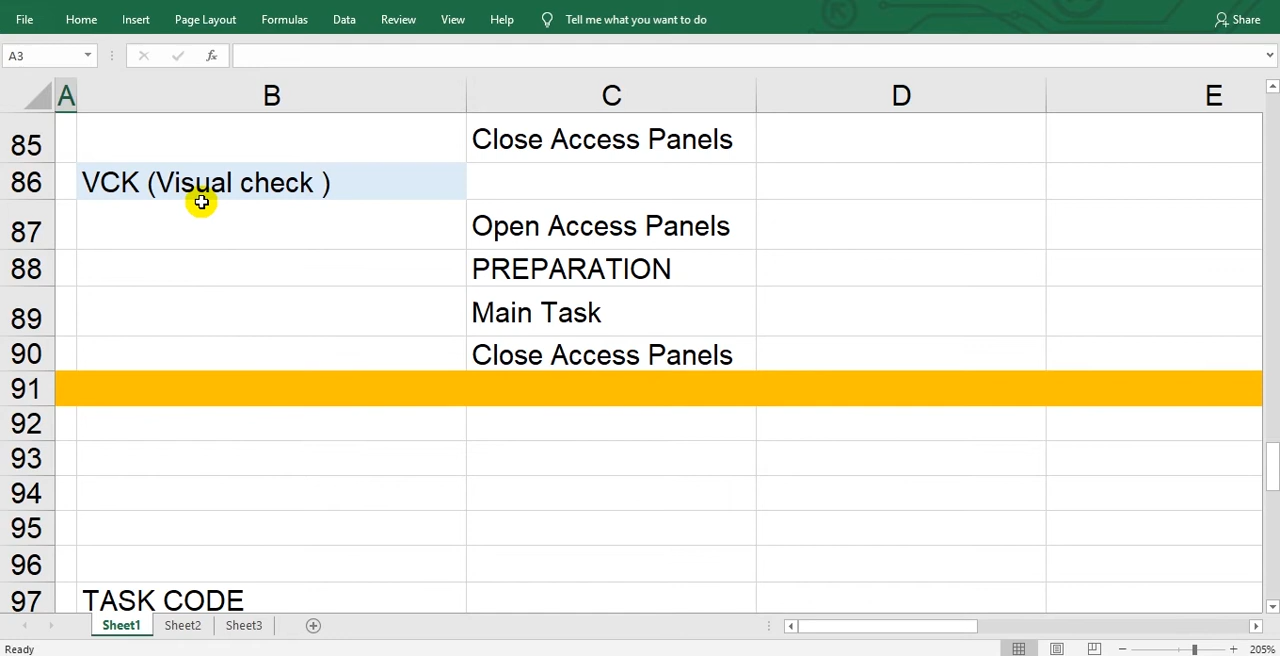 File Home Insert Page Layout Formulas Data Review View Help Tell me what you want to do Share
A3 fx
A B C D E
85 Close Access Panels
86 VCK (Visual check )
87 Open Access Panels
88 PREPARATION
89 Main Task
90 Close Access Panels
91
92
93
94
95
96
97 TASK CODE
Sheet1 Sheet2 Sheet3
Ready 205%